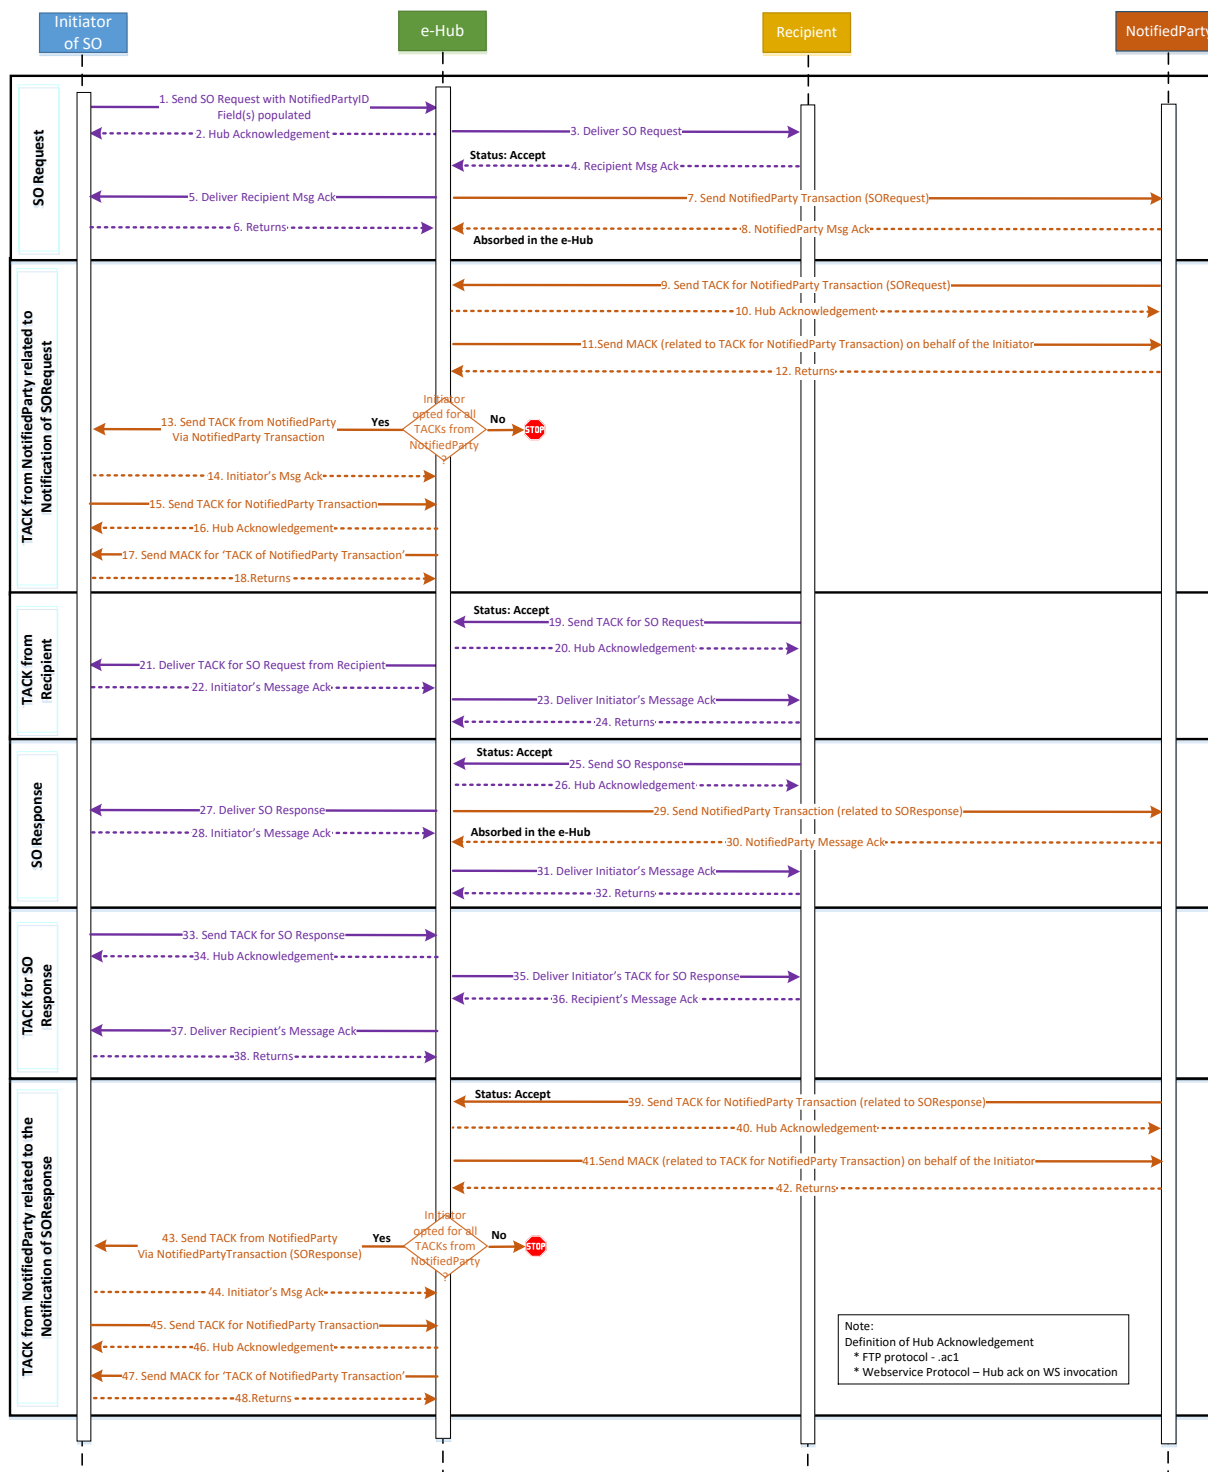 Initiator
of SO
e-Hub
Recipient
NotifiedParty
SO Request
1. Send SO Request with NotifiedPartyID
Field(s) populated
2. Hub Acknowledgement
3. Deliver SO Request
Status: Accept
4. Recipient Msg Ack
5. Deliver Recipient Msg Ack
7. Send NotifiedParty Transaction (SORequest)
6. Returns
8. NotifiedParty Msg Ack
Absorbed in the e-Hub
TACK from NotifiedParty related to
Notification of SORequest
9. Send TACK for NotifiedParty Transaction (SORequest)
10. Hub Acknowledgement
11.Send MACK (related to TACK for NotifiedParty Transaction) on behalf of the Initiator
12. Returns
Initiator
opted for all
TACKs from
NotifiedParty
?
Yes
No
STOP
13. Send TACK from NotifiedParty
Via NotifiedParty Transaction
14. Initiator's Msg Ack
15. Send TACK for NotifiedParty Transaction
16. Hub Acknowledgement
17. Send MACK for ‘TACK of NotifiedParty Transaction’
18.Returns
TACK from
Recipient
Status: Accept
19. Send TACK for SO Request
20. Hub Acknowledgement
21. Deliver TACK for SO Request from Recipient
22. Initiator’s Message Ack
23. Deliver Initiator’s Message Ack
24. Returns
SO Response
Status: Accept
25. Send SO Response
26. Hub Acknowledgement
27. Deliver SO Response
29. Send NotifiedParty Transaction (related to SOResponse)
28. Initiator’s Message Ack
Absorbed in the e-Hub
30. NotifiedParty Message Ack
31. Deliver Initiator’s Message Ack
32. Returns
TACK for SO
Response
33. Send TACK for SO Response
34. Hub Acknowledgement
35. Deliver Initiator’s TACK for SO Response
36. Recipient’s Message Ack
37. Deliver Recipient’s Message Ack
38. Returns
TACK from NotifiedParty related to the
Notification of SOResponse
Status: Accept
39. Send TACK for NotifiedParty Transaction (related to SOResponse)
40. Hub Acknowledgement
41.Send MACK (related to TACK for NotifiedParty Transaction) on behalf of the Initiator
42. Returns
Initiator
opted for all
TACKs from
NotifiedParty
?
Yes
No
STOP
43. Send TACK from NotifiedParty
Via NotifiedPartyTransaction (SOResponse)
44. Initiator’s Msg Ack
45. Send TACK for NotifiedParty Transaction
46. Hub Acknowledgement
47. Send MACK for ‘TACK of NotifiedParty Transaction’
48.Returns
Note:
Definition of Hub Acknowledgement
* FTP protocol - .ac1
* Webservice Protocol – Hub ack on WS invocation